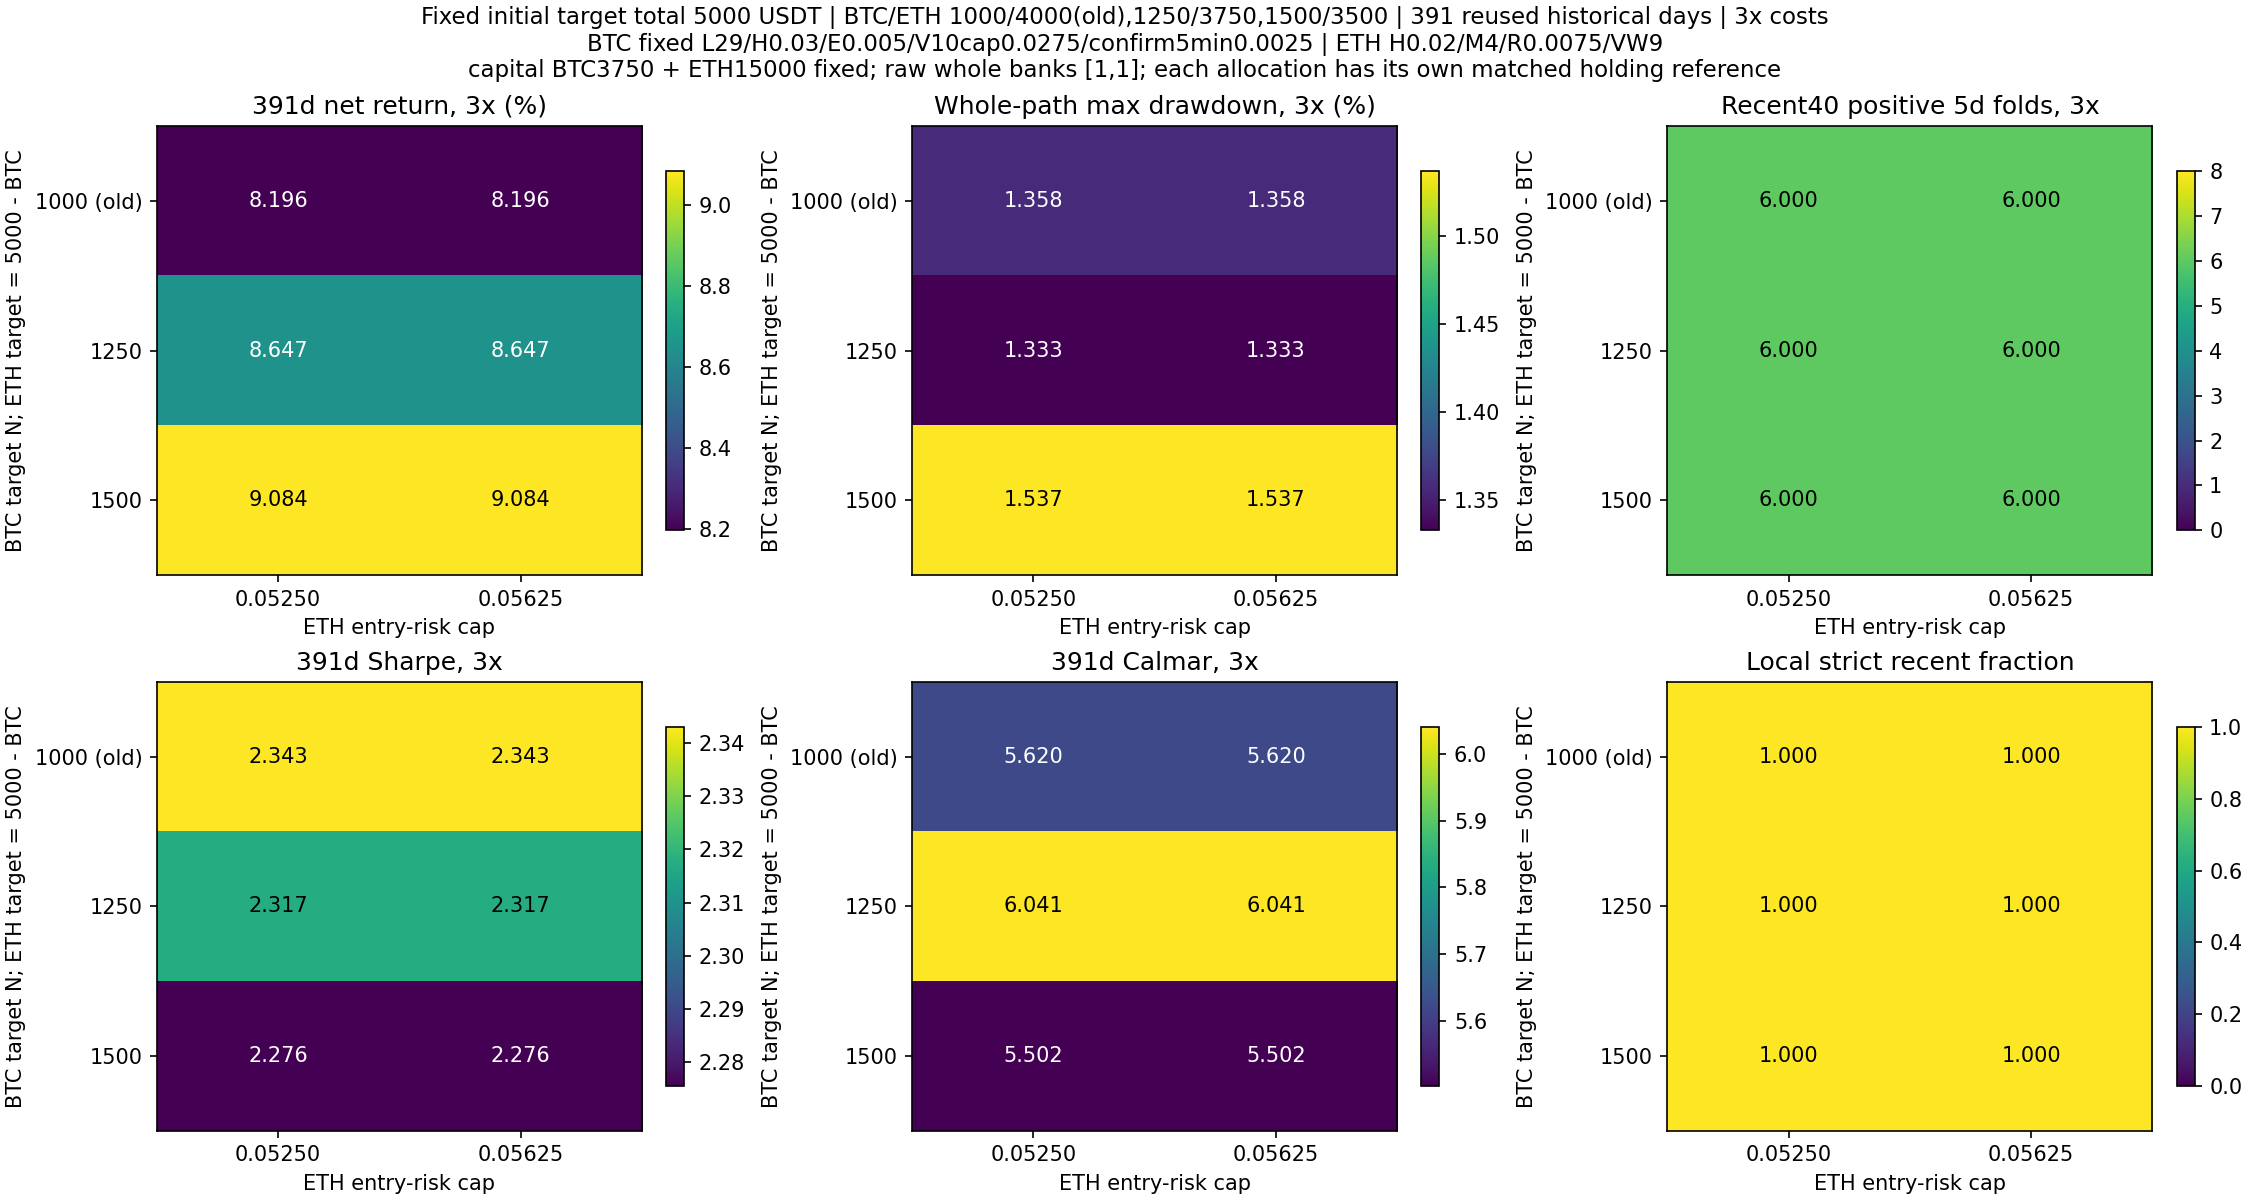 Fixed initial target total 5000 USDT | BTC/ETH 1000/4000(old),1250/3750,1500/3500 | 391 reused historical days | 3x costs
BTC fixed L29/H0.03/E0.005/V10cap0.0275/confirm5min0.0025 | ETH H0.02/M4/R0.0075/VW9
capital BTC3750 + ETH15000 fixed; raw whole banks [1,1]; each allocation has its own matched holding reference
391d net return, 3x (%)
BTC target N; ETH target = 5000 - BTC
1000 (old)
1250
1500
8.196 8.196
8.647 8.647
9.084 9.084
0.05250 0.05625
ETH entry-risk cap
9.0
8.8
8.6
8.4
8.2
Whole-path max drawdown, 3x (%)
BTC target N; ETH target = 5000 - BTC
1000 (old)
1250
1500
1.358 1.358
1.333 1.333
1.537 1.537
0.05250 0.05625
ETH entry-risk cap
1.50
1.45
1.40
1.35
Recent40 positive 5d folds, 3x
BTC target N; ETH target = 5000 - BTC
1000 (old)
1250
1500
6.000 6.000
6.000 6.000
6.000 6.000
0.05250 0.05625
ETH entry-risk cap
8
7
6
5
4
3
2
1
0
391d Sharpe, 3x
BTC target N; ETH target = 5000 - BTC
1000 (old)
1250
1500
2.343 2.343
2.317 2.317
2.276 2.276
0.05250 0.05625
ETH entry-risk cap
2.34
2.33
2.32
2.31
2.30
2.29
2.28
391d Calmar, 3x
BTC target N; ETH target = 5000 - BTC
1000 (old)
1250
1500
5.620 5.620
6.041 6.041
5.502 5.502
0.05250 0.05625
ETH entry-risk cap
6.0
5.9
5.8
5.7
5.6
Local strict recent fraction
BTC target N; ETH target = 5000 - BTC
1000 (old)
1250
1500
1.000 1.000
1.000 1.000
1.000 1.000
0.05250 0.05625
ETH entry-risk cap
1.0
0.8
0.6
0.4
0.2
0.0